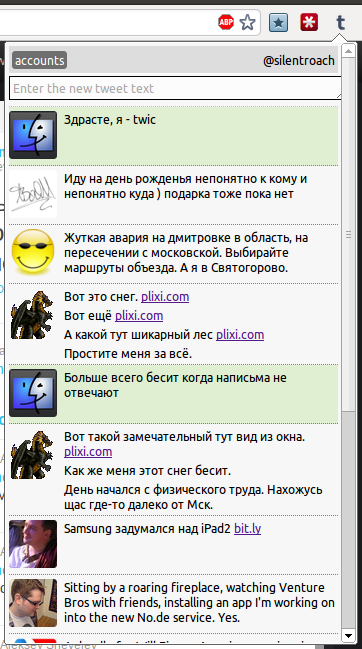 ABP
t
accounts @silentroach
Enter the new tweet text
Здрасте, я - twic
Иду на день рожденья непонятно к кому и
непонятно куда ) подарка тоже пока нет
Жуткая авария на дмитровке в область, на
пересечении с московской. Выбирайте
маршруты объезда. А я в Святогорово.
Вот это снег. plixi.com
Вот ещё plixi.com
А какой тут шикарный лес plixi.com
Простите меня за всё.
Больше всего бесит когда написьма не
отвечают
Вот такой замечательный тут вид из окна.
plixi.com
Как же меня этот снег бесит.
День начался с физического труда. Нахожусь
щас где-то далеко от Мск.
Samsung задумался над iPad2 bit.ly
Sitting by a roaring fireplace, watching Venture
Bros with friends, installing an app I'm working on
into the new No.de service. Yes.